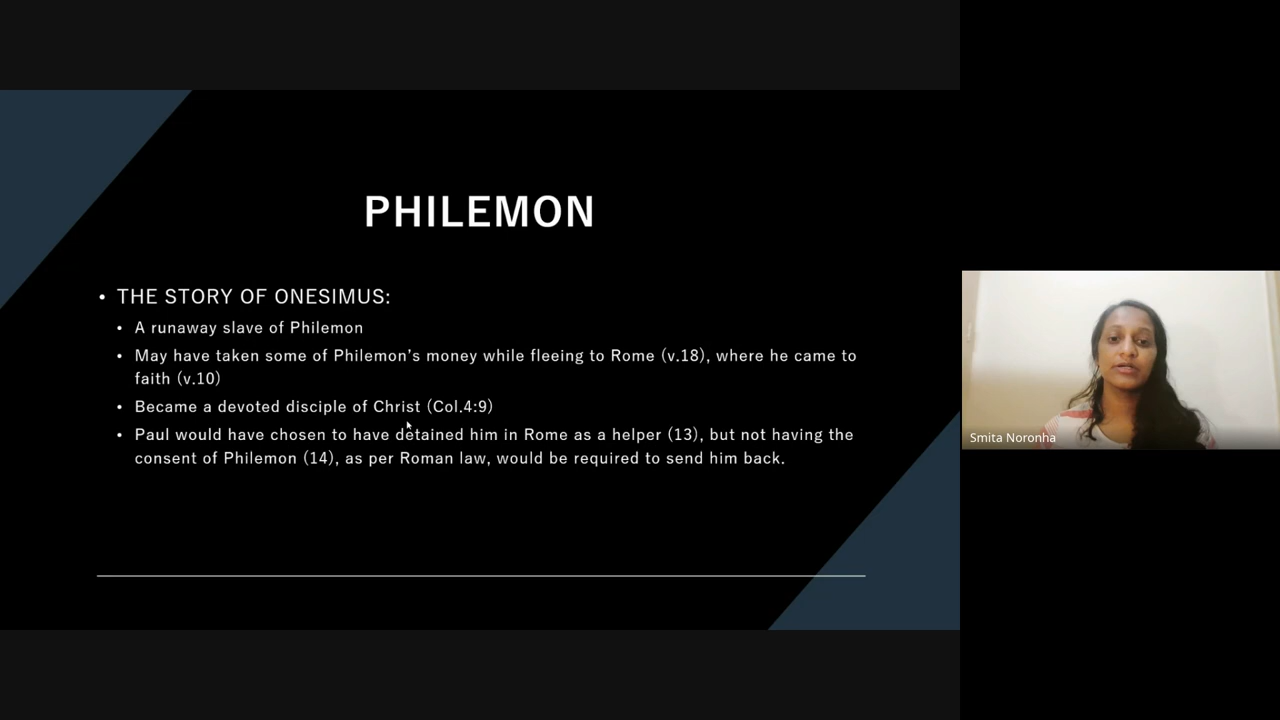 PHILEMON
• THE STORY OF ONESIMUS:
• A runaway slave of Philemon
• May have taken some of Philemon's money while fleeing to Rome (v.18), where he came to
faith (v.10)
• Became a devoted disciple of Christ (Col.4:9)
• Paul would have chosen to have detained him in Rome as a helper (13), but not having the
consent of Philemon (14), as per Roman law, would be required to send him back.
Smita Noronha